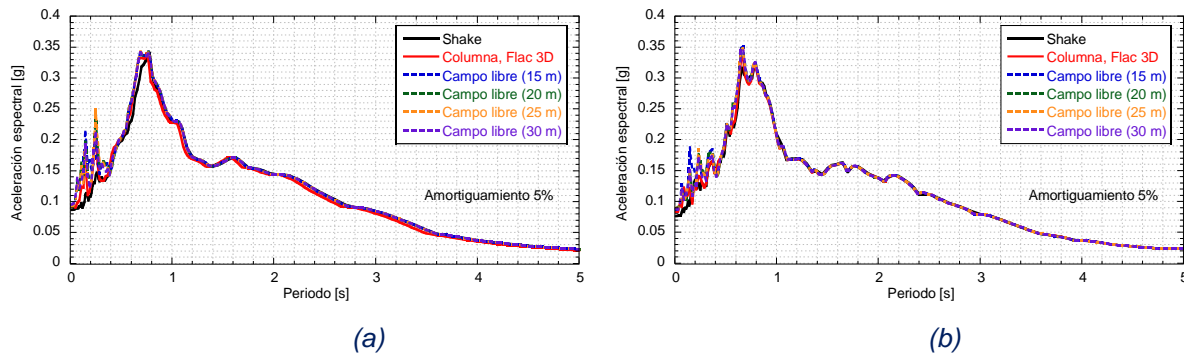 0.4
0.35
0.3
0.25
0.2
0.15
0.1
0.05
0
Aceleración espectral [g]
Shake
Columna, Flac 3D
Campo libre (15 m)
Campo libre (20 m)
Campo libre (25 m)
Campo libre (30 m)
Amortiguamiento 5%
0 1 2 3 4 5
Periodo [s]
(a)
0.4
0.35
0.3
0.25
0.2
0.15
0.1
0.05
0
Aceleración espectral [g]
Shake
Columna, Flac 3D
Campo libre (15 m)
Campo libre (20 m)
Campo libre (25 m)
Campo libre (30 m)
Amortiguamiento 5%
0 1 2 3 4 5
Periodo [s]
(b)